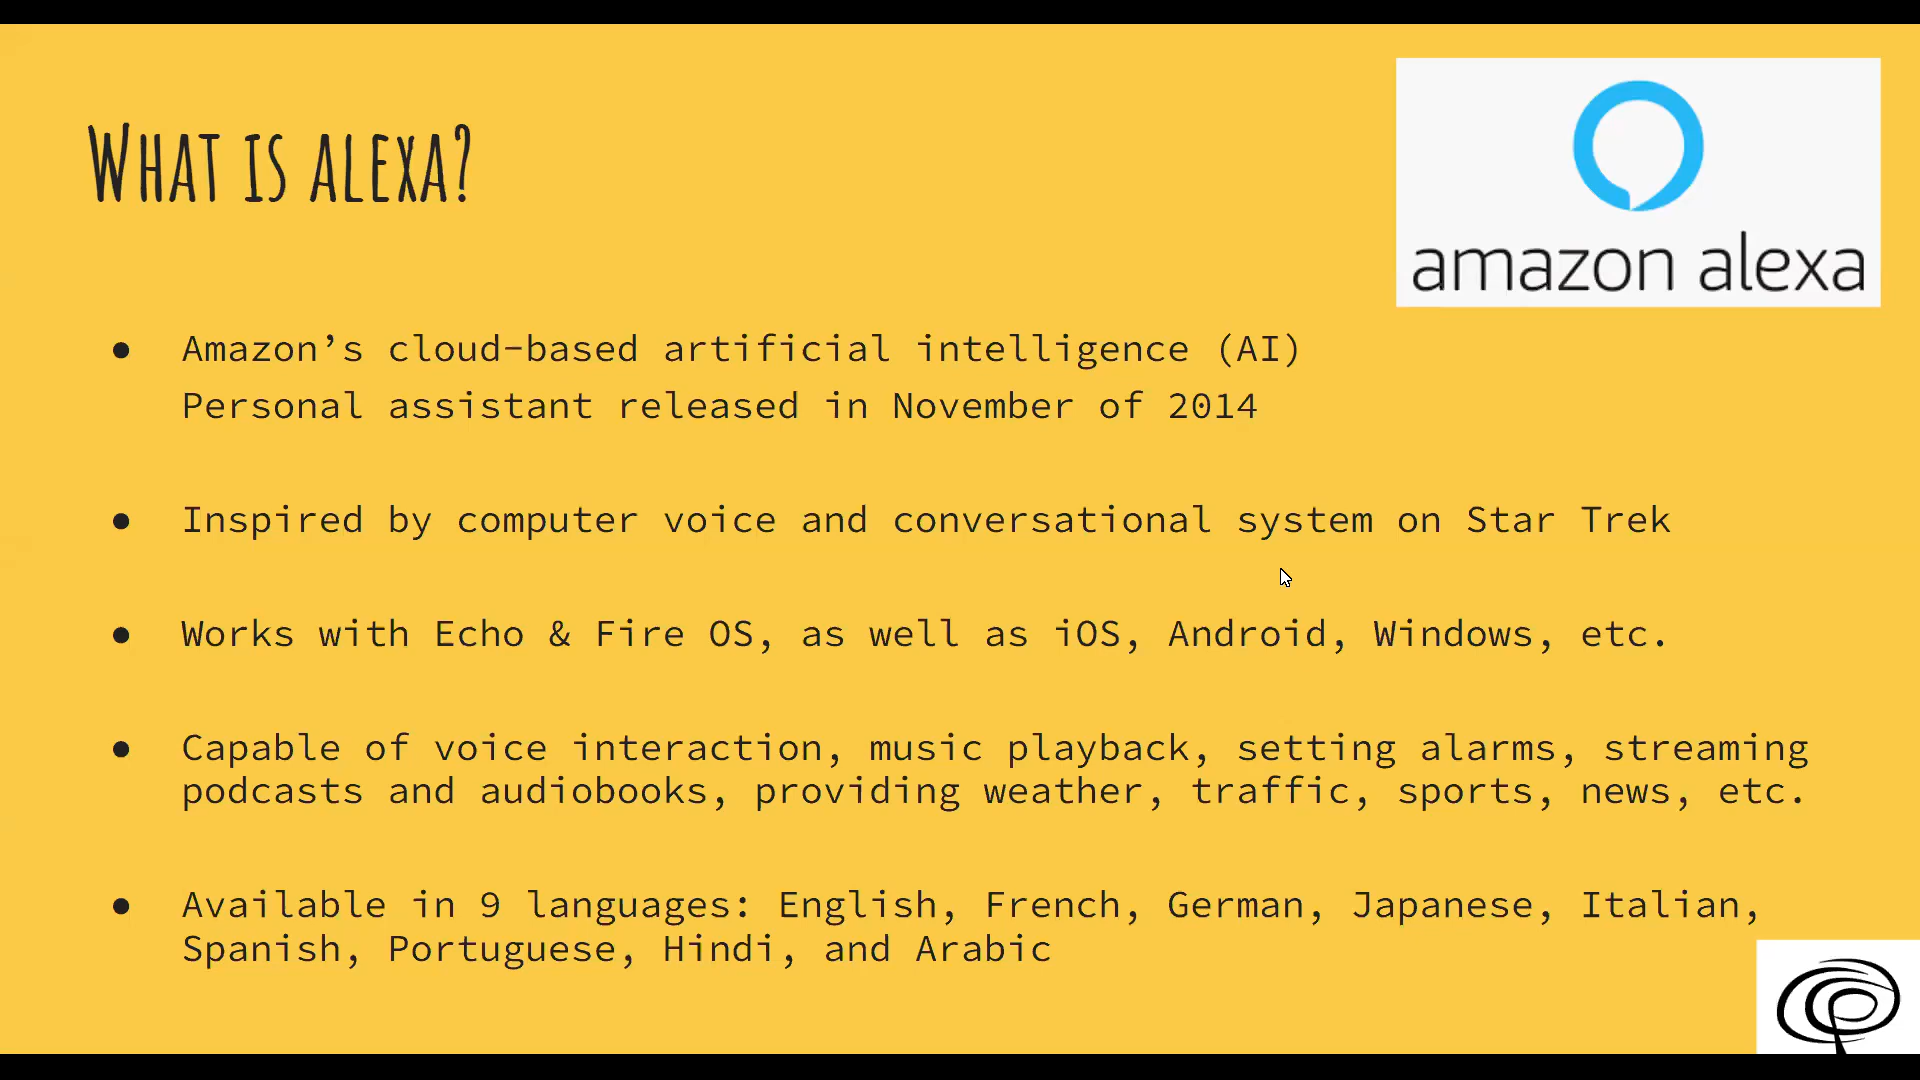 What is alexa?
amazon alexa
● Amazon’s cloud-based artificial intelligence (AI)
Personal assistant released in November of 2014
● Inspired by computer voice and conversational system on Star Trek
● Works with Echo & Fire OS, as well as iOS, Android, Windows, etc.
● Capable of voice interaction, music playback, setting alarms, streaming
podcasts and audiobooks, providing weather, traffic, sports, news, etc.
● Available in 9 languages: English, French, German, Japanese, Italian,
Spanish, Portuguese, Hindi, and Arabic